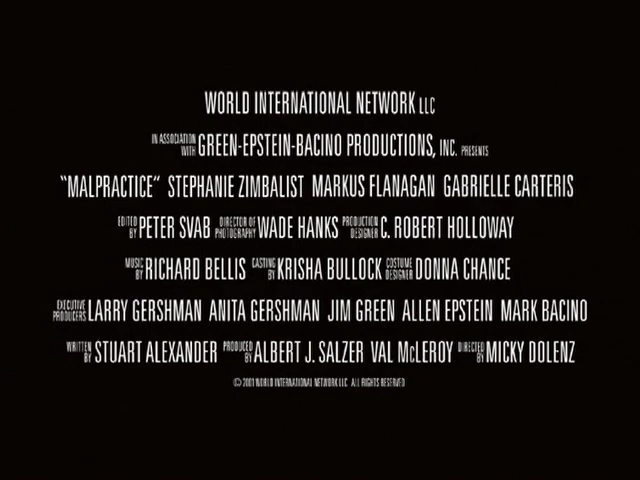 WORLD INTERNATIONAL NETWORK LLC
IN ASSOCIATION WITH GREEN-EPSTEIN-BACINO PRODUCTIONS, INC. PRESENTS
"MALPRACTICE" STEPHANIE ZIMBALIST MARKUS FLANAGAN GABRIELLE CARTERIS
EDITED BY PETER SVAB DIRECTOR OF PHOTOGRAPHY WADE HANKS PRODUCTION DESIGNER C. ROBERT HOLLOWAY
MUSIC BY RICHARD BELLIS CASTING BY KRISHA BULLOCK COSTUME DESIGNER DONNA CHANCE
EXECUTIVE PRODUCERS LARRY GERSHMAN ANITA GERSHMAN JIM GREEN ALLEN EPSTEIN MARK BACINO
WRITTEN BY STUART ALEXANDER PRODUCED BY ALBERT J. SALZER VAL McLEROY DIRECTED BY MICKY DOLENZ
© 2001 WORLD INTERNATIONAL NETWORK LLC ALL RIGHTS RESERVED